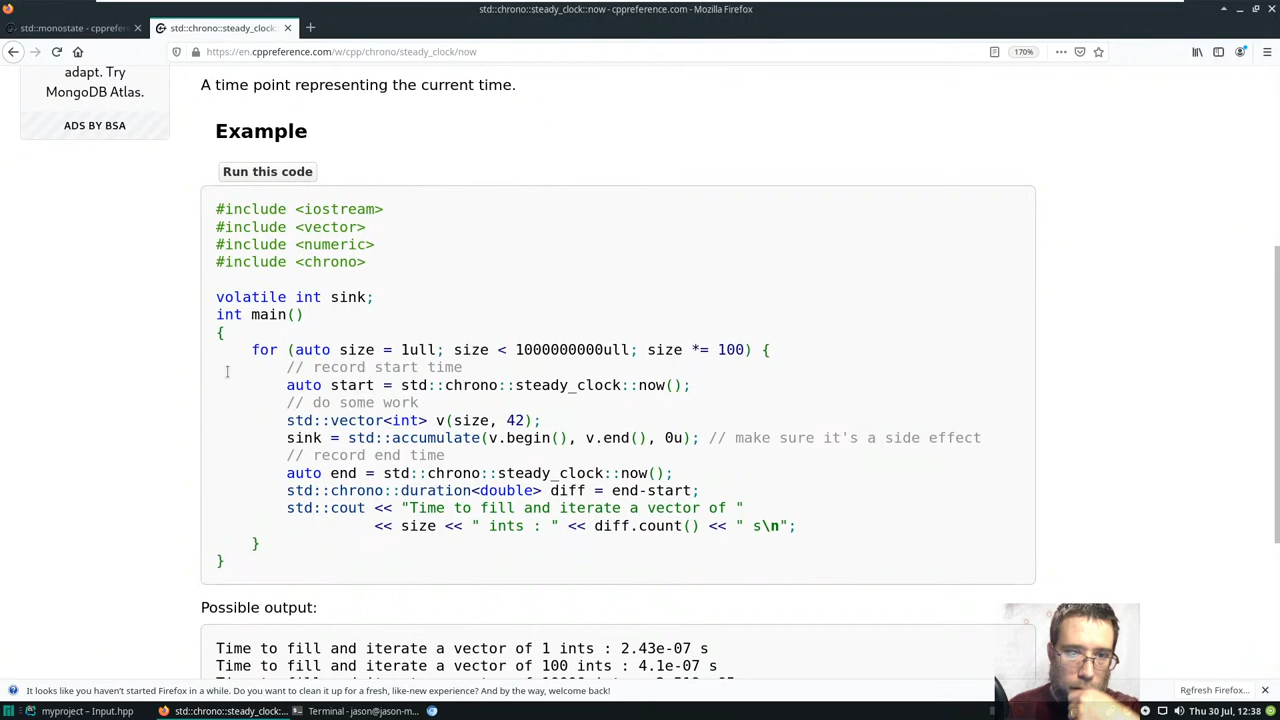 std::chrono::steady_clock::now - cppreference.com - Mozilla Firefox
std::monostate - cpprefere
std::chrono::steady_clock:
https://en.cppreference.com/w/cpp/chrono/steady_clock/now
170%
adapt. Try
MongoDB Atlas.
ADS BY BSA
A time point representing the current time.
Example
Run this code
#include <iostream>
#include <vector>
#include <numeric>
#include <chrono>
volatile int sink;
int main()
{
for (auto size = 1ull; size < 1000000000ull; size *= 100) {
// record start time
auto start = std::chrono::steady_clock::now();
// do some work
std::vector<int> v(size, 42);
sink = std::accumulate(v.begin(), v.end(), 0u); // make sure it's a side effect
// record end time
auto end = std::chrono::steady_clock::now();
std::chrono::duration<double> diff = end-start;
std::cout << "Time to fill and iterate a vector of "
<< size << " ints : " << diff.count() << " s\n";
}
}
Possible output:
Time to fill and iterate a vector of 1 ints : 2.43e-07 s
Time to fill and iterate a vector of 100 ints : 4.1e-07 s
It looks like you haven't started Firefox in a while. Do you want to clean it up for a fresh, like-new experience? And by the way, welcome back!
Refresh Firefox...
myproject – Input.hpp
std::chrono::steady_clock:...
Terminal - jason@jason-m...
Thu 30 Jul, 12:38